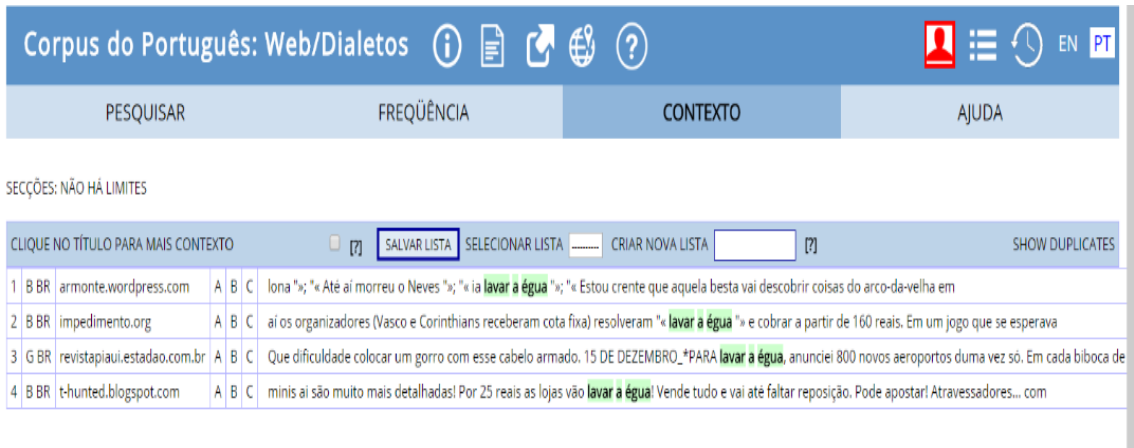 Corpus do Português: Web/Dialetos EN PT
PESQUISAR FREQÜÊNCIA CONTEXTO AJUDA
SECÇÕES: NÃO HÁ LIMITES
CLIQUE NO TÍTULO PARA MAIS CONTEXTO [?] SALVAR LISTA SELECIONAR LISTA --------- CRIAR NOVA LISTA [?] SHOW DUPLICATES
1 B BR armonte.wordpress.com A B C lona "»; "« Até aí morreu o Neves "»; "« ia lavar a égua "»; "« Estou crente que aquela besta vai descobrir coisas do arco-da-velha em
2 B BR impedimento.org A B C aí os organizadores (Vasco e Corinthians receberam cota fixa) resolveram "« lavar a égua "» e cobrar a partir de 160 reais. Em um jogo que se esperava
3 G BR revistapiaui.estadao.com.br A B C Que dificuldade colocar um gorro com esse cabelo armado. 15 DE DEZEMBRO_*PARA lavar a égua, anunciei 800 novos aeroportos duma vez só. Em cada biboca de
4 B BR t-hunted.blogspot.com A B C minis ai são muito mais detalhadas! Por 25 reais as lojas vão lavar a égua! Vende tudo e vai até faltar reposição. Pode apostar! Atravessadores... com